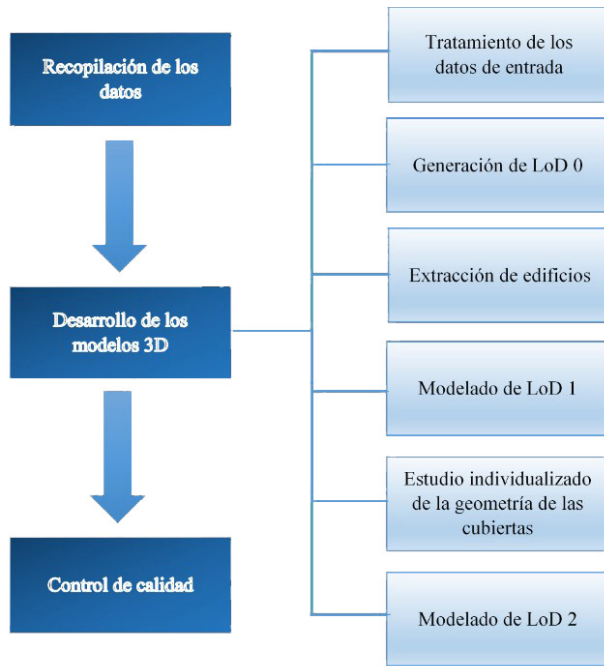 Recopilación de los
datos
Desarrollo de los
modelos 3D
Control de calidad
Tratamiento de los
datos de entrada
Generación de LoD 0
Extracción de edificios
Modelado de LoD 1
Estudio individualizado
de la geometría de las
cubiertas
Modelado de LoD 2